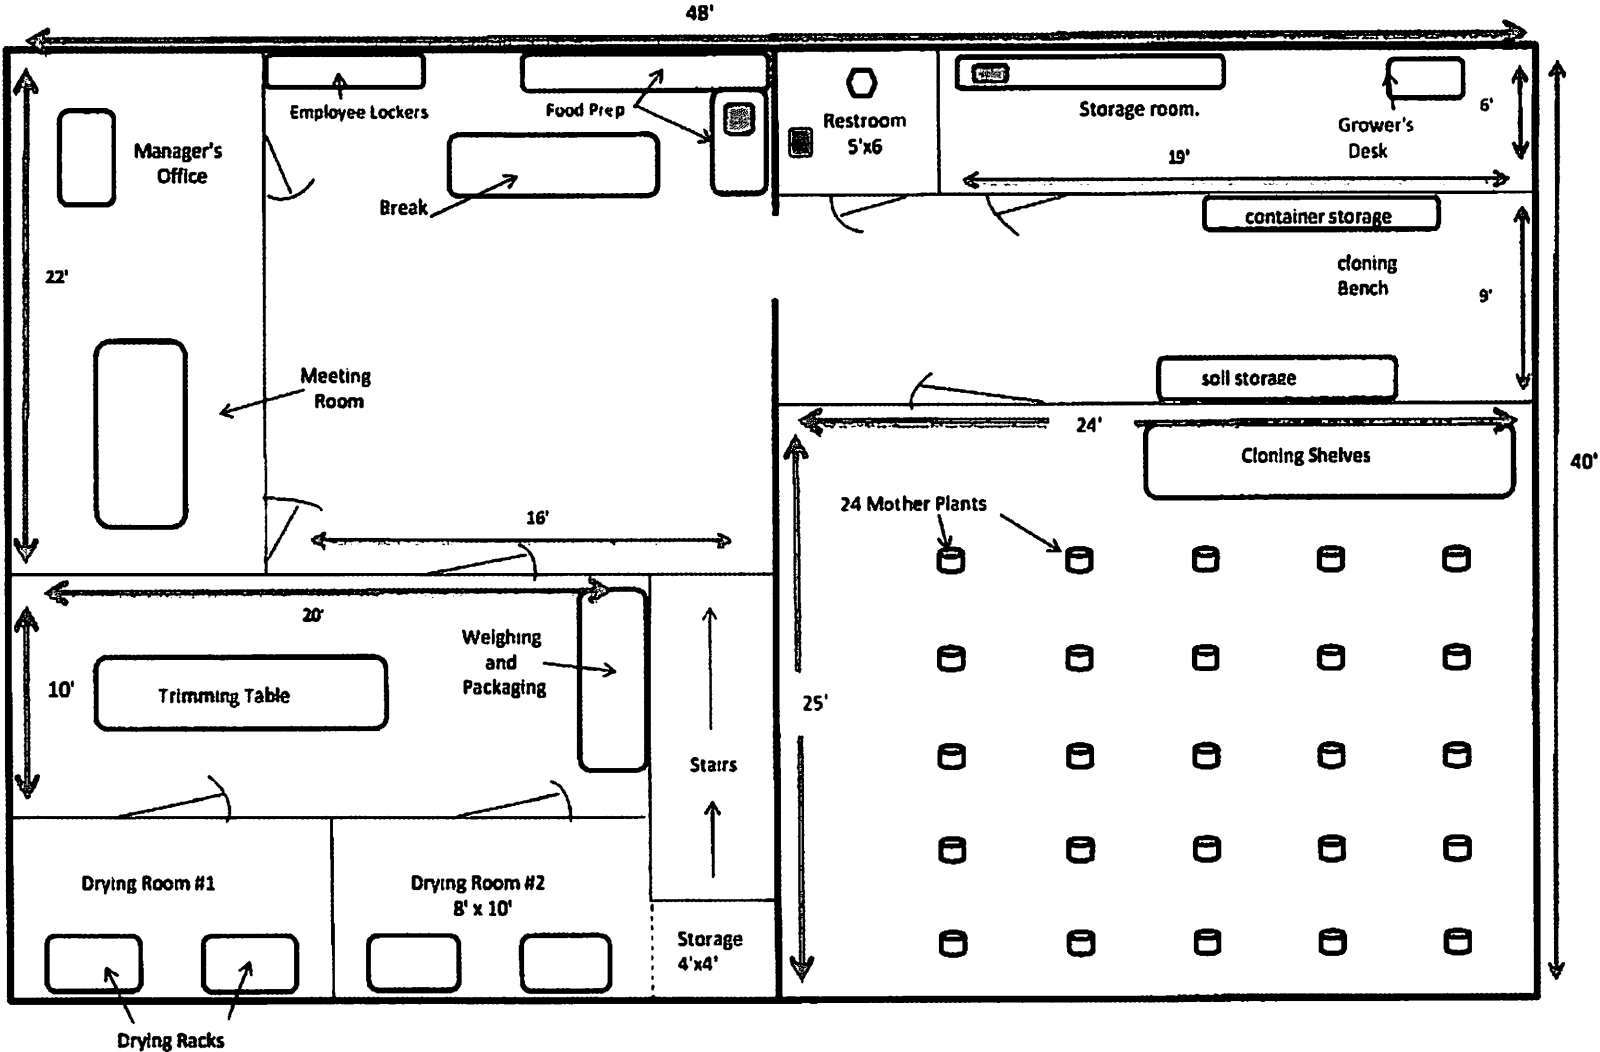 48'
Employee Lockers
Food Prep
Manager's
Office
Break
22'
Meeting
Room
16'
Restroom
5'x6
Storage room.
Grower's
Desk
6'
19'
container storage
cloning
Bench
9'
soil storage
24'
40'
Cloning Shelves
24 Mother Plants
25'
20'
10'
Trimming Table
Weighing
and
Packaging
Stairs
Drying Room #1
Drying Room #2
8' x 10'
Storage
4'x4'
Drying Racks